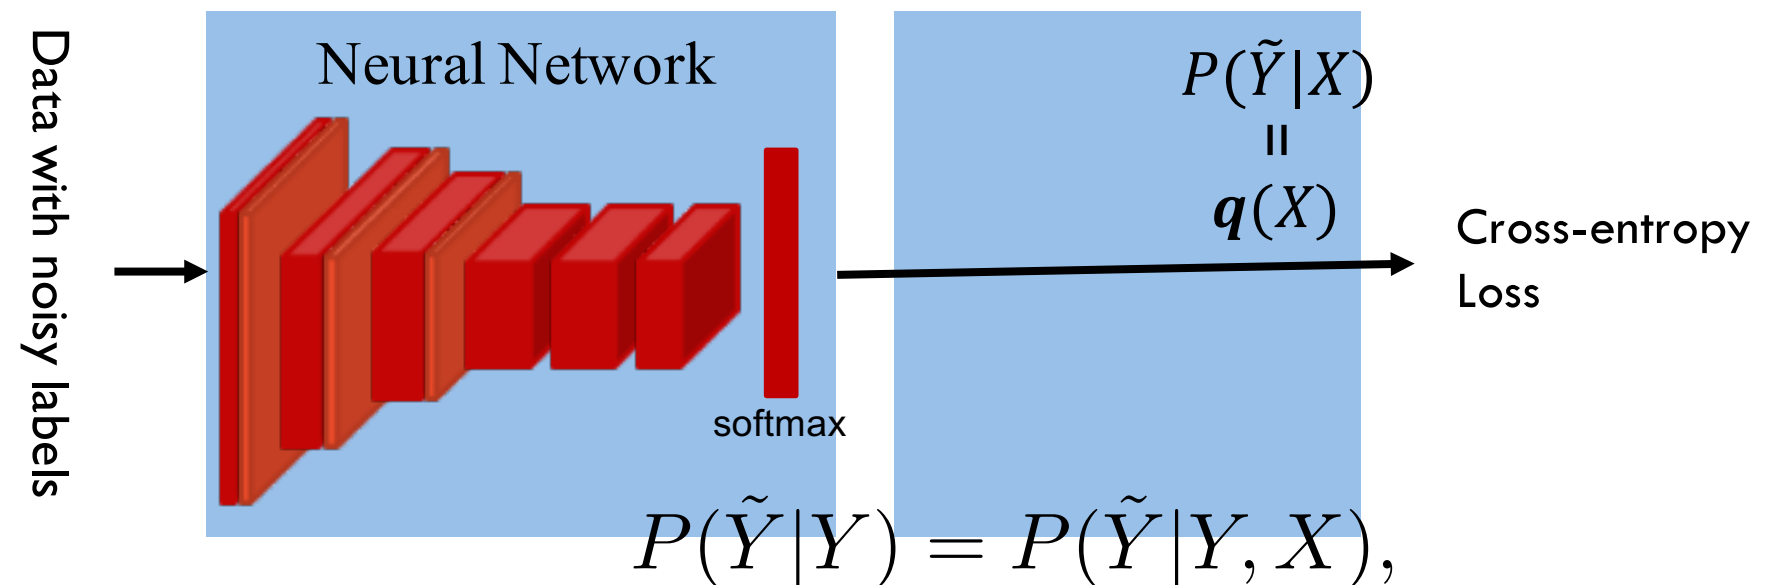 Data with noisy labels
Neural Network
softmax
P(Ỹ|X)
=
q(X)
Cross-entropy
Loss
P(Ỹ|Y) = P(Ỹ|Y, X),